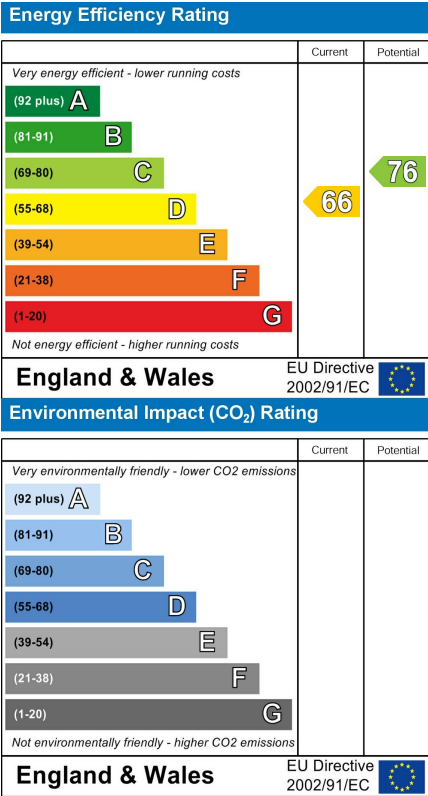 Energy Efficiency Rating
Current Potential
Very energy efficient - lower running costs
(92 plus) A
(81-91) B
(69-80) C
(55-68) D
(39-54) E
(21-38) F
(1-20) G
66
76
Not energy efficient - higher running costs
England & Wales
EU Directive
2002/91/EC
Environmental Impact (CO₂) Rating
Current Potential
Very environmentally friendly - lower CO2 emissions
(92 plus) A
(81-91) B
(69-80) C
(55-68) D
(39-54) E
(21-38) F
(1-20) G
Not environmentally friendly - higher CO2 emissions
England & Wales
EU Directive
2002/91/EC